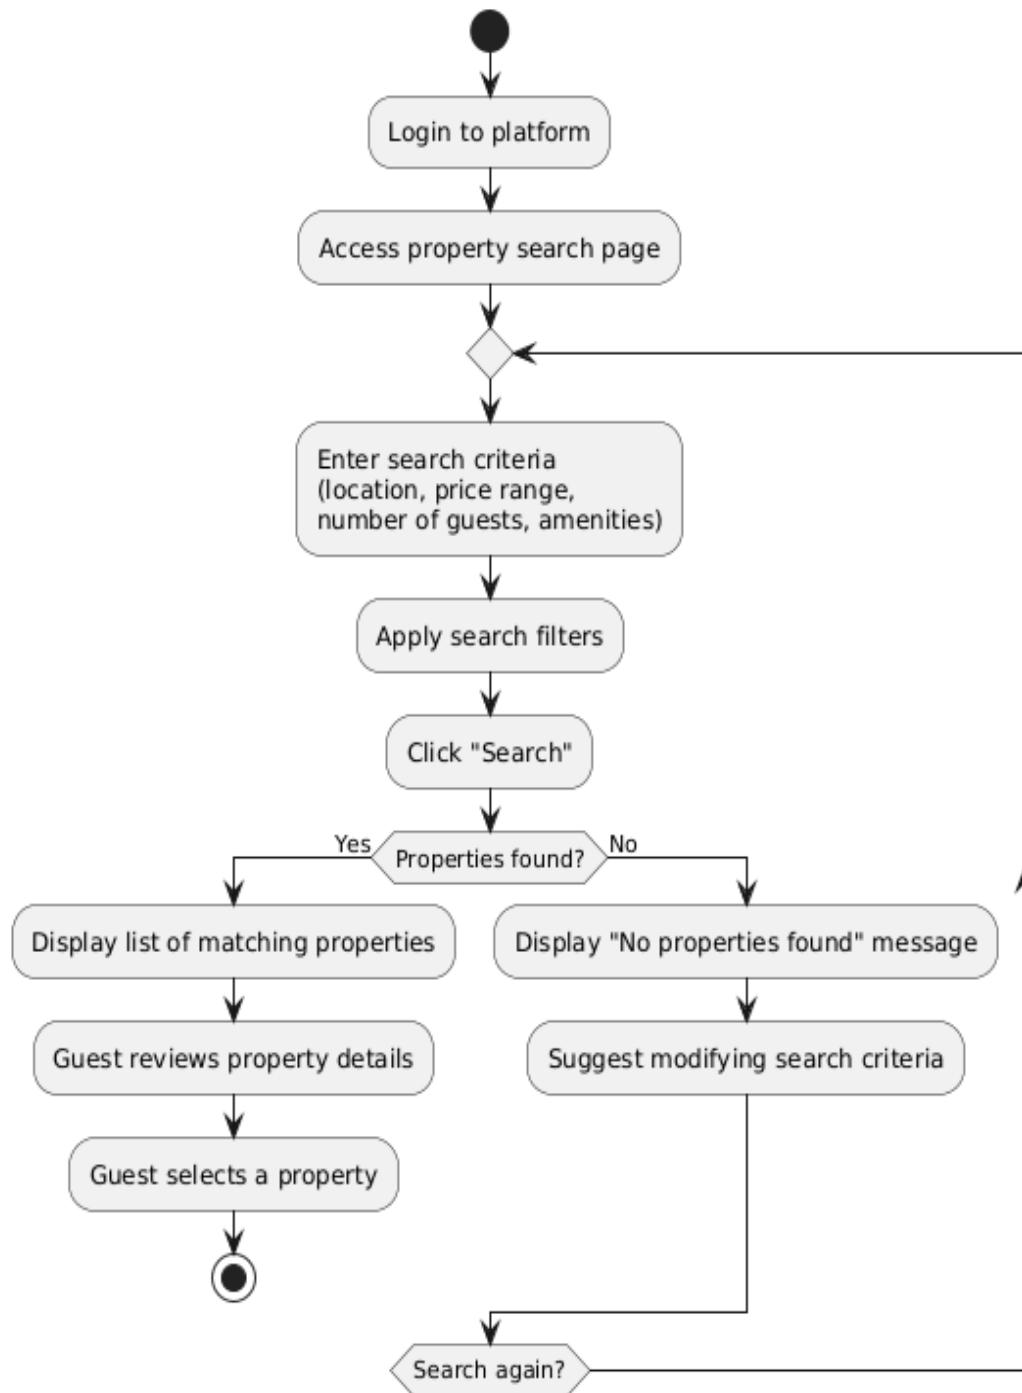 Login to platform
Access property search page
Enter search criteria
(location, price range,
number of guests, amenities)
Apply search filters
Click "Search"
Yes
Properties found?
No
Display list of matching properties
Display "No properties found" message
Guest reviews property details
Suggest modifying search criteria
Guest selects a property
Search again?